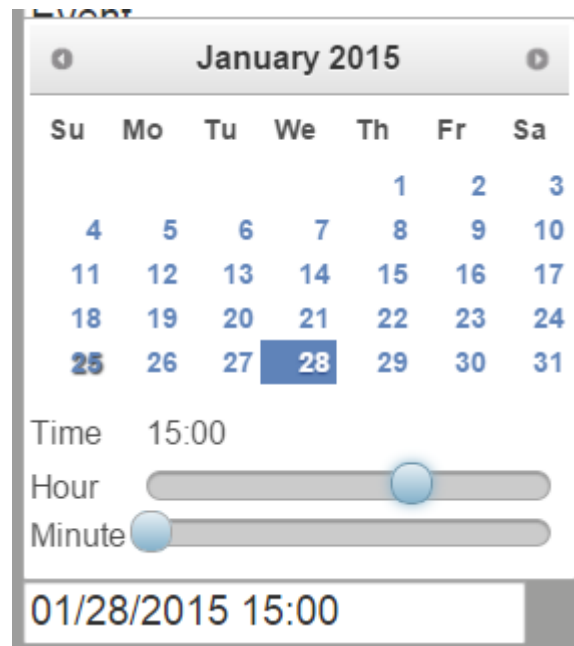 Event
January 2015
Su Mo Tu We Th Fr Sa
1 2 3
4 5 6 7 8 9 10
11 12 13 14 15 16 17
18 19 20 21 22 23 24
25 26 27 28 29 30 31
Time 15:00
Hour
Minute
01/28/2015 15:00